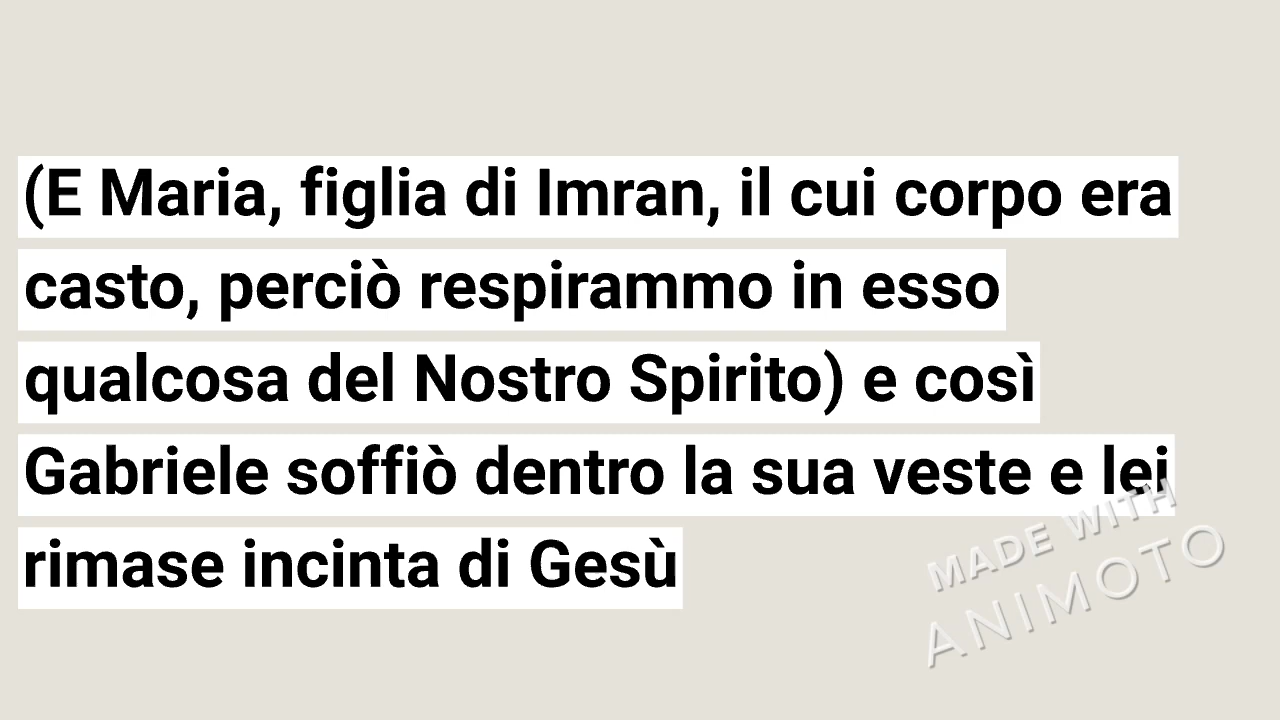 (E Maria, figlia di Imran, il cui corpo era
casto, perciò respirammo in esso
qualcosa del Nostro Spirito) e così
Gabriele soffiò dentro la sua veste e lei
rimase incinta di Gesù
MADE WITH
ANIMOTO